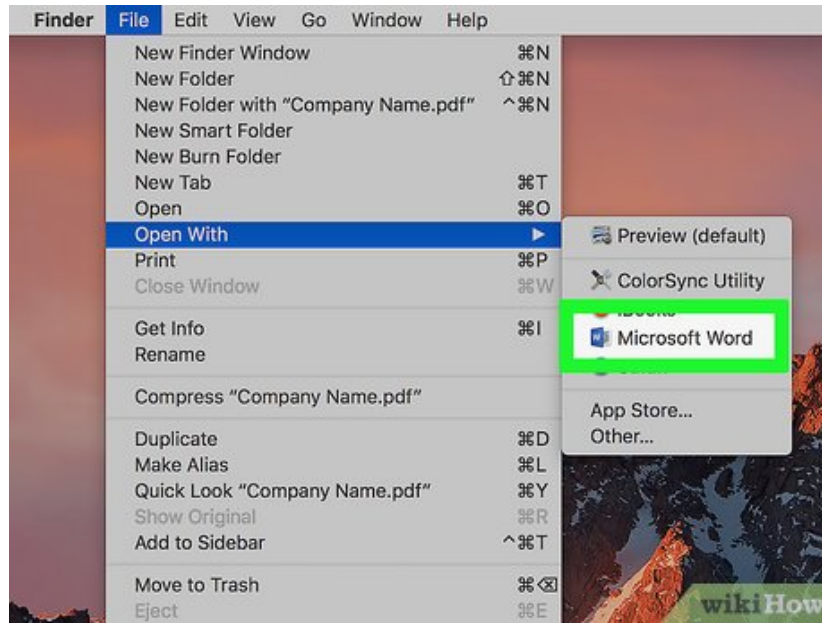 Finder File Edit View Go Window Help
New Finder Window ⌘N
New Folder ⇧⌘N
New Folder with “Company Name.pdf” ^⌘N
New Smart Folder
New Burn Folder
New Tab ⌘T
Open ⌘O
Open With ▶
Print ⌘P
Close Window ⌘W
Get Info ⌘I
Rename
Compress “Company Name.pdf”
Duplicate ⌘D
Make Alias ⌘L
Quick Look “Company Name.pdf” ⌘Y
Show Original ⌘R
Add to Sidebar ^⌘T
Move to Trash ⌘⌫
Eject ⌘E
Preview (default)
ColorSync Utility
Microsoft Word
App Store...
Other...
wikiHow